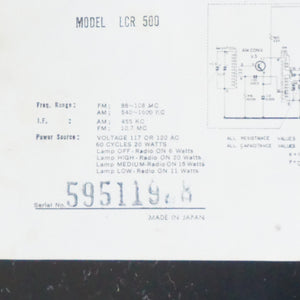 MODEL LCR 500
AM CONV.
Freq. Range: FM; 88-108 MC
AM; 540-1600 KC
I.F. : AM; 455 KC
FM; 10.7 MC
Power Source: VOLTAGE 117 OR 120 AC
60 CYCLES 20 WATTS
Lamp OFF-Radio ON 6 Watts
Lamp HIGH-Radio ON 20 Watts
Lamp MEDIUM-Radio ON 15 Watts
Lamp LOW-Radio ON 11 Watts
ALL RESISTANCE VALUES
ALL CAPACITANCE VALUES
Serial No. 595119
MADE IN JAPAN